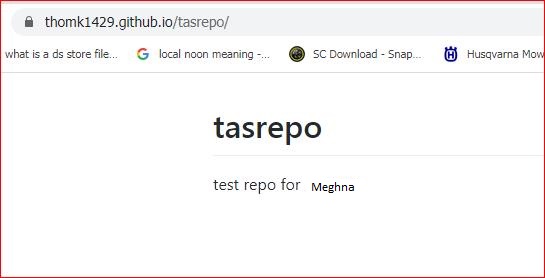 thomk1429.github.io/tasrepo/
what is a ds store file... local noon meaning -... SC Download - Snap... Husqvarna Mow
tasrepo
test repo for Meghna